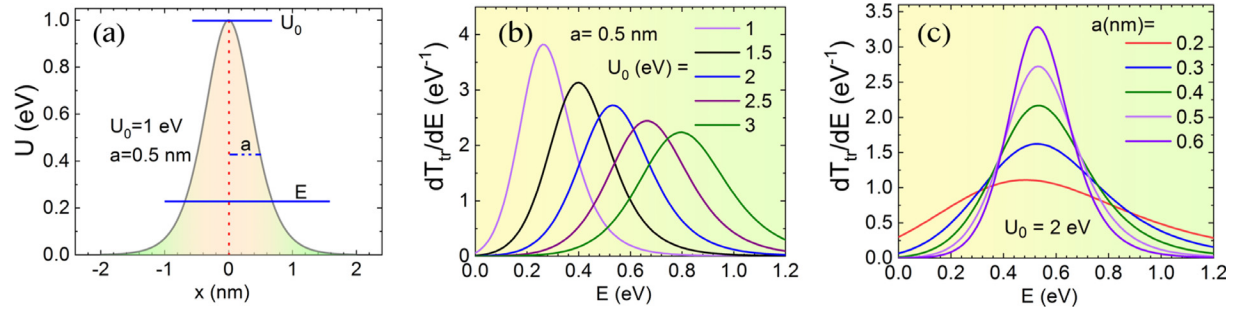 (a)
U₀
U₀=1 eV
a=0.5 nm
a
E
U (eV)
1.0
0.8
0.6
0.4
0.2
0.0
-2 -1 0 1 2
x (nm)
(b)
a= 0.5 nm
U₀ (eV) =
1
1.5
2
2.5
3
dT_tr/dE (eV⁻¹)
4
3
2
1
0
0.0 0.2 0.4 0.6 0.8 1.0 1.2
E (eV)
(c)
a(nm)=
0.2
0.3
0.4
0.5
0.6
U₀ = 2 eV
dT_tr/dE (eV⁻¹)
3.5
3.0
2.5
2.0
1.5
1.0
0.5
0.0
0.0 0.2 0.4 0.6 0.8 1.0 1.2
E (eV)